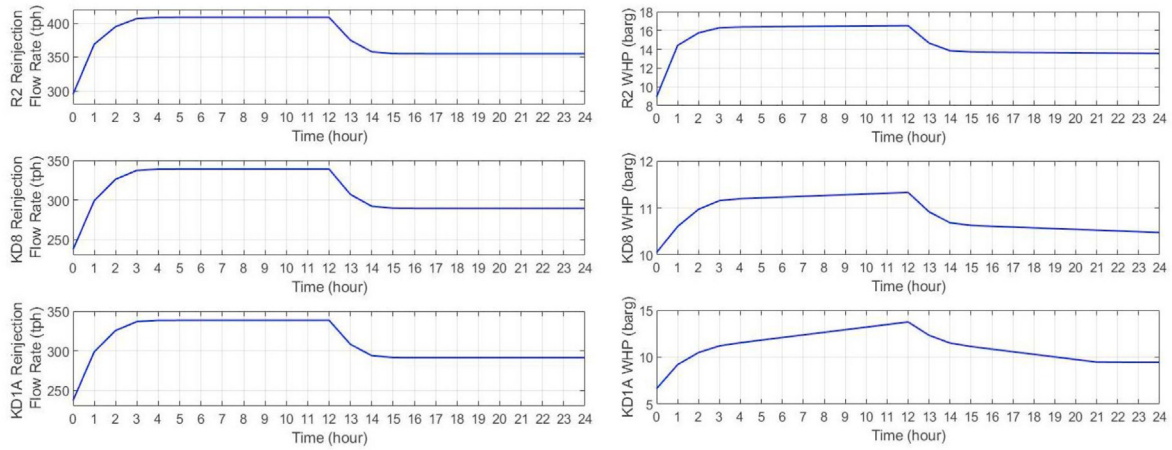 R2 Reinjection
Flow Rate (tph)
400
350
300
0 1 2 3 4 5 6 7 8 9 10 11 12 13 14 15 16 17 18 19 20 21 22 23 24
Time (hour)
R2 WHP (barg)
18
16
14
12
10
8
0 1 2 3 4 5 6 7 8 9 10 11 12 13 14 15 16 17 18 19 20 21 22 23 24
Time (hour)
KD8 Reinjection
Flow Rate (tph)
350
300
250
0 1 2 3 4 5 6 7 8 9 10 11 12 13 14 15 16 17 18 19 20 21 22 23 24
Time (hour)
KD8 WHP (barg)
12
11
10
0 1 2 3 4 5 6 7 8 9 10 11 12 13 14 15 16 17 18 19 20 21 22 23 24
Time (hour)
KD1A Reinjection
Flow Rate (tph)
350
300
250
0 1 2 3 4 5 6 7 8 9 10 11 12 13 14 15 16 17 18 19 20 21 22 23 24
Time (hour)
KD1A WHP (barg)
15
10
5
0 1 2 3 4 5 6 7 8 9 10 11 12 13 14 15 16 17 18 19 20 21 22 23 24
Time (hour)